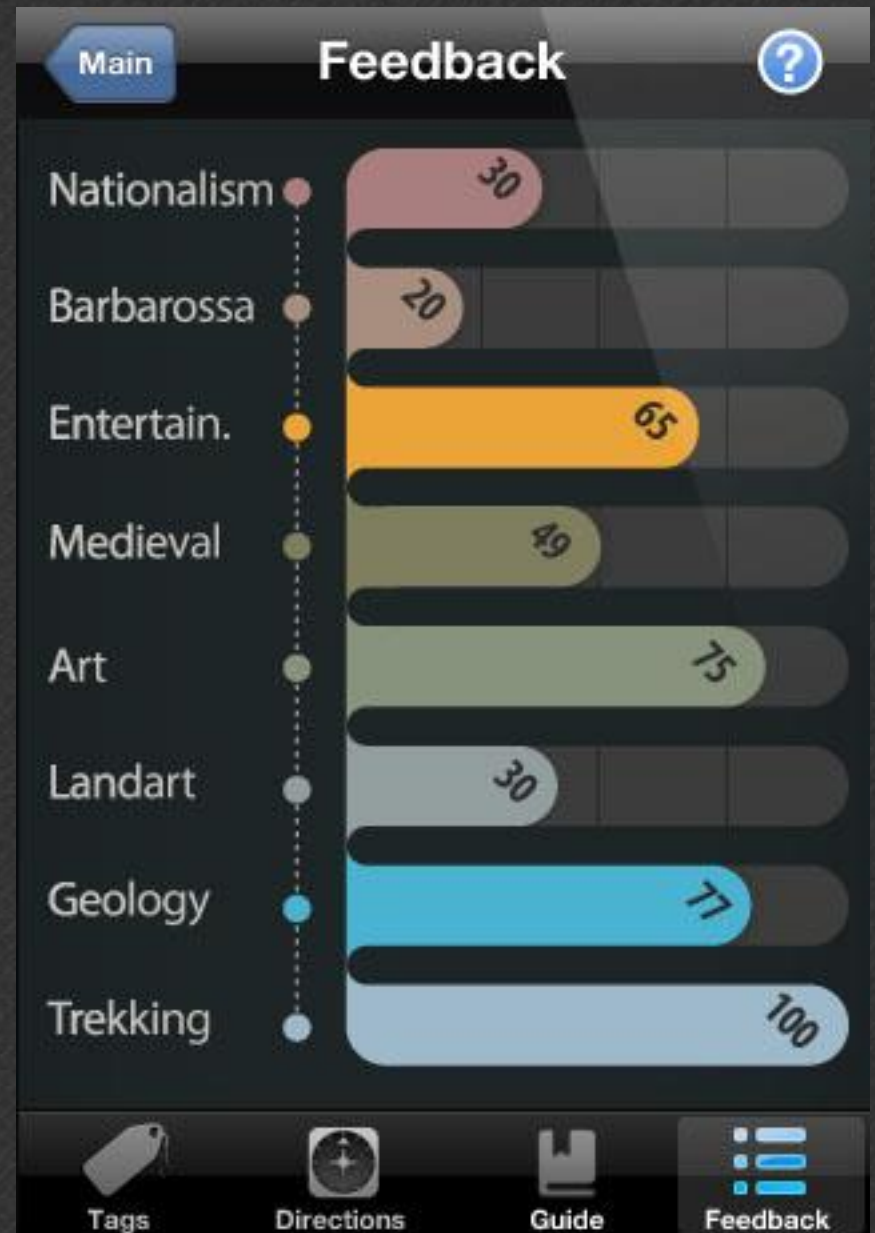 Main
Feedback
?
Nationalism 30
Barbarossa 20
Entertain. 65
Medieval 49
Art 75
Landart 30
Geology 77
Trekking 100
Tags Directions Guide Feedback